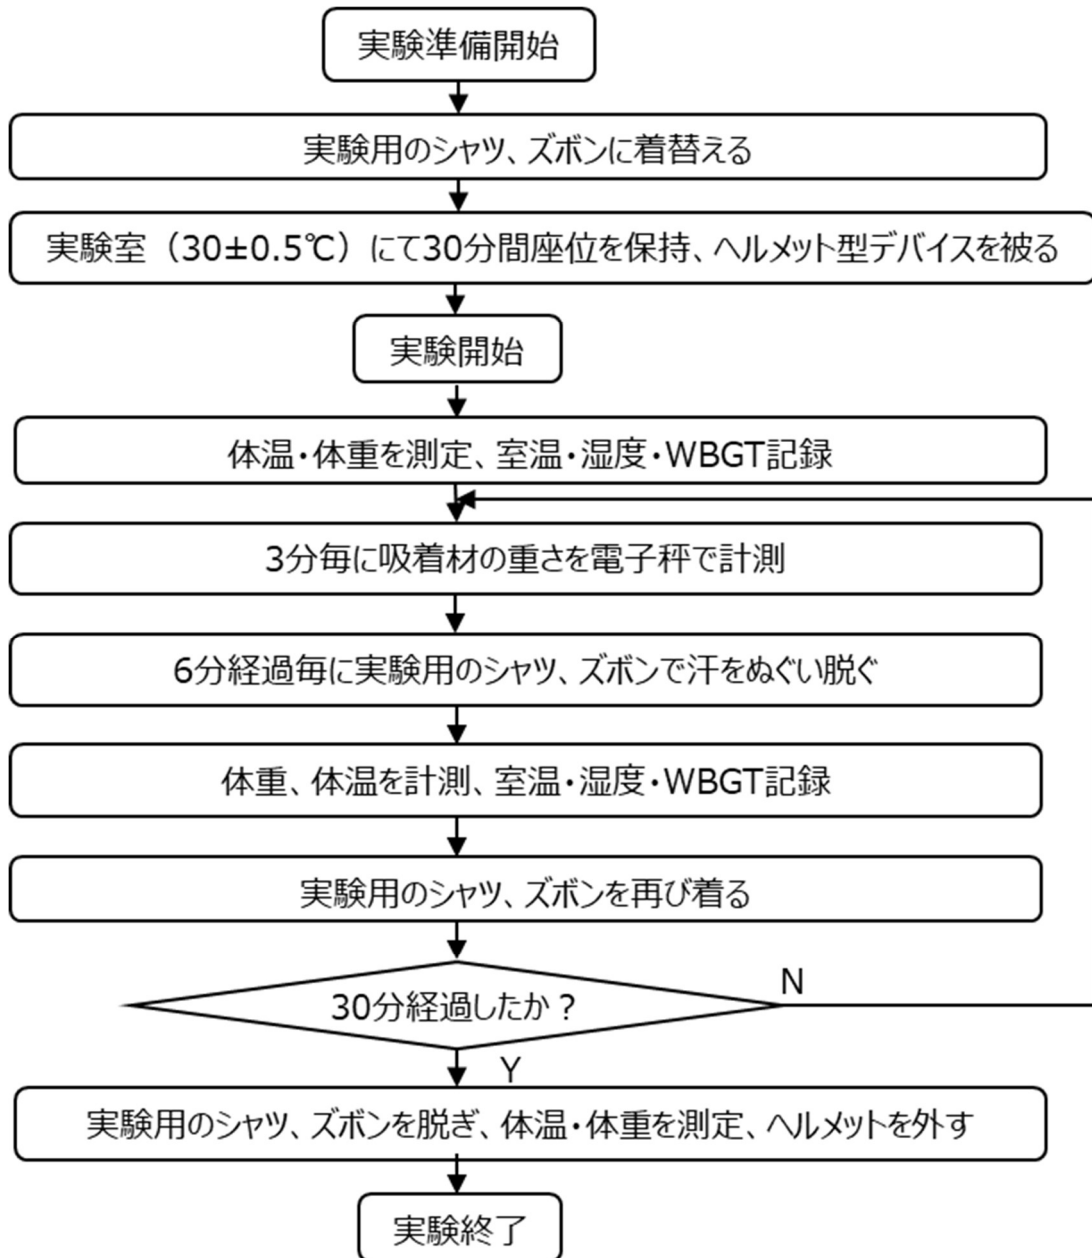 実験準備開始
実験用のシャツ、ズボンに着替える
実験室（30±0.5℃）にて30分間座位を保持、ヘルメット型デバイスを被る
実験開始
体温・体重を測定、室温・湿度・WBGT記録
3分毎に吸着材の重さを電子秤で計測
6分経過毎に実験用のシャツ、ズボンで汗をぬぐい脱ぐ
体重、体温を計測、室温・湿度・WBGT記録
実験用のシャツ、ズボンを再び着る
30分経過したか？
N
Y
実験用のシャツ、ズボンを脱ぎ、体温・体重を測定、ヘルメットを外す
実験終了